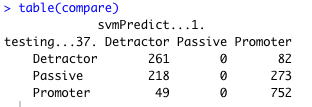 > table(compare)
svmPredict...1.
testing...37. Detractor Passive Promoter
Detractor 261 0 82
Passive 218 0 273
Promoter 49 0 752